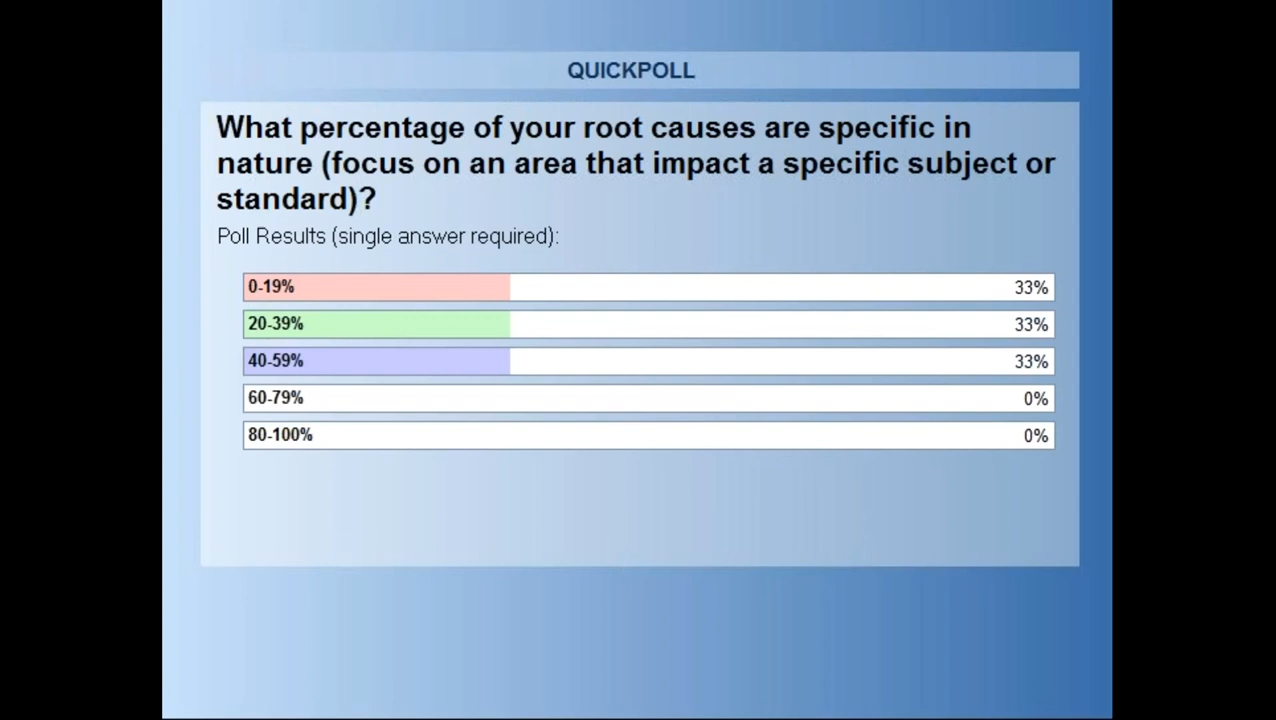 QUICKPOLL
What percentage of your root causes are specific in
nature (focus on an area that impact a specific subject or
standard)?
Poll Results (single answer required):
0-19% 33%
20-39% 33%
40-59% 33%
60-79% 0%
80-100% 0%